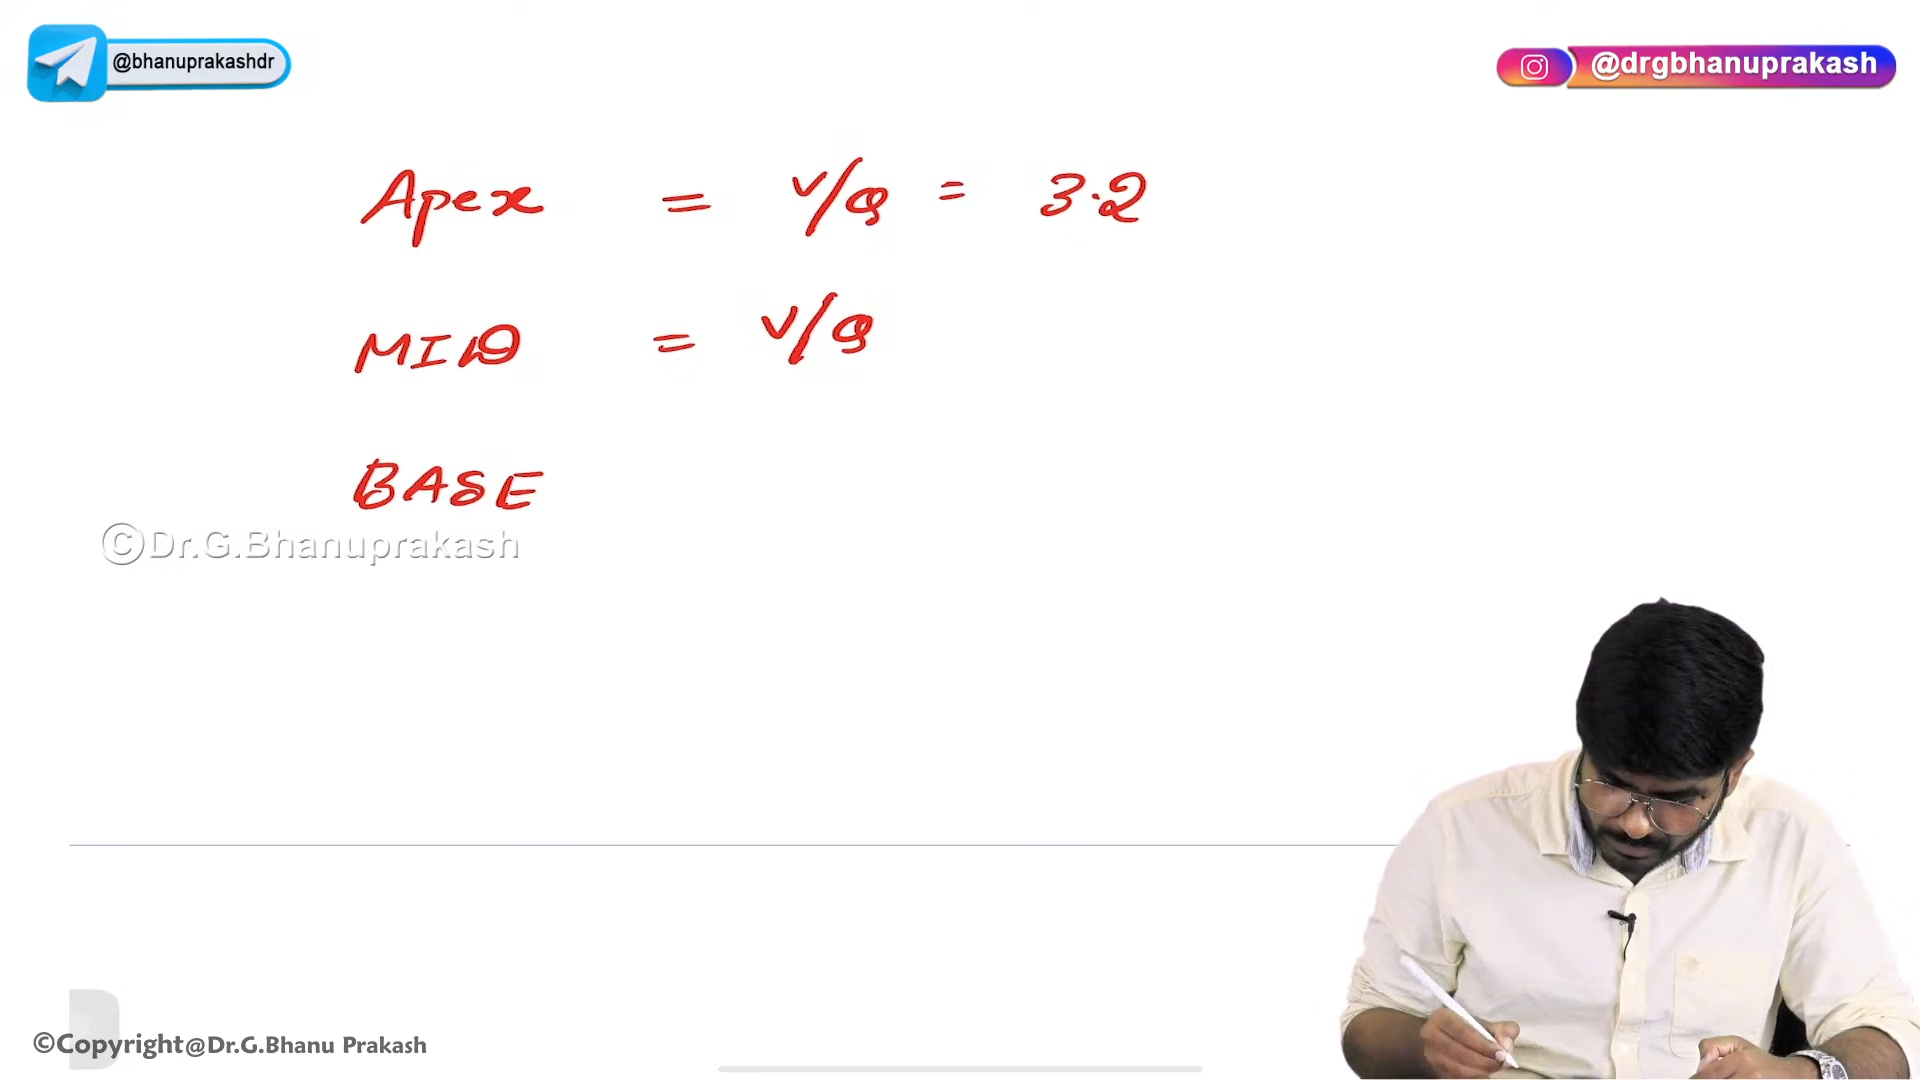 @bhanuprakashdr
@drgbhanuprakash
Apex = V/Q = 3.2
MID = V/Q
BASE
©Dr.G.Bhanuprakash
©Copyright@Dr.G.Bhanu Prakash